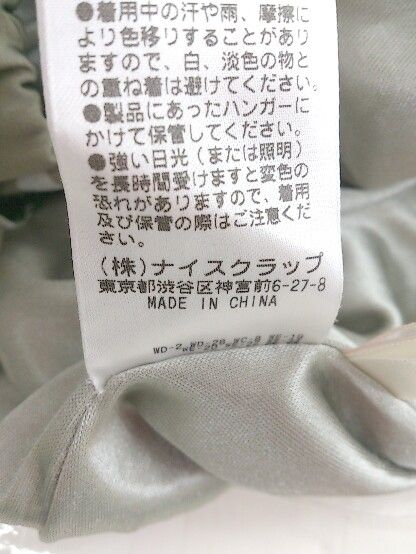 ●着用中の汗や雨、摩擦に
より色移りすることがあり
ますので、白、淡色の物と
の重ね着は避けてください。
●製品にあったハンガーに
かけて保管してください。
●強い日光(または照明)
を長時間受けますと変色の
恐れがありますので、着用
及び保管の際はご注意くだ
さい。
(株)ナイスクラップ
東京都渋谷区神宮前6-27-8
MADE IN CHINA
WD-2